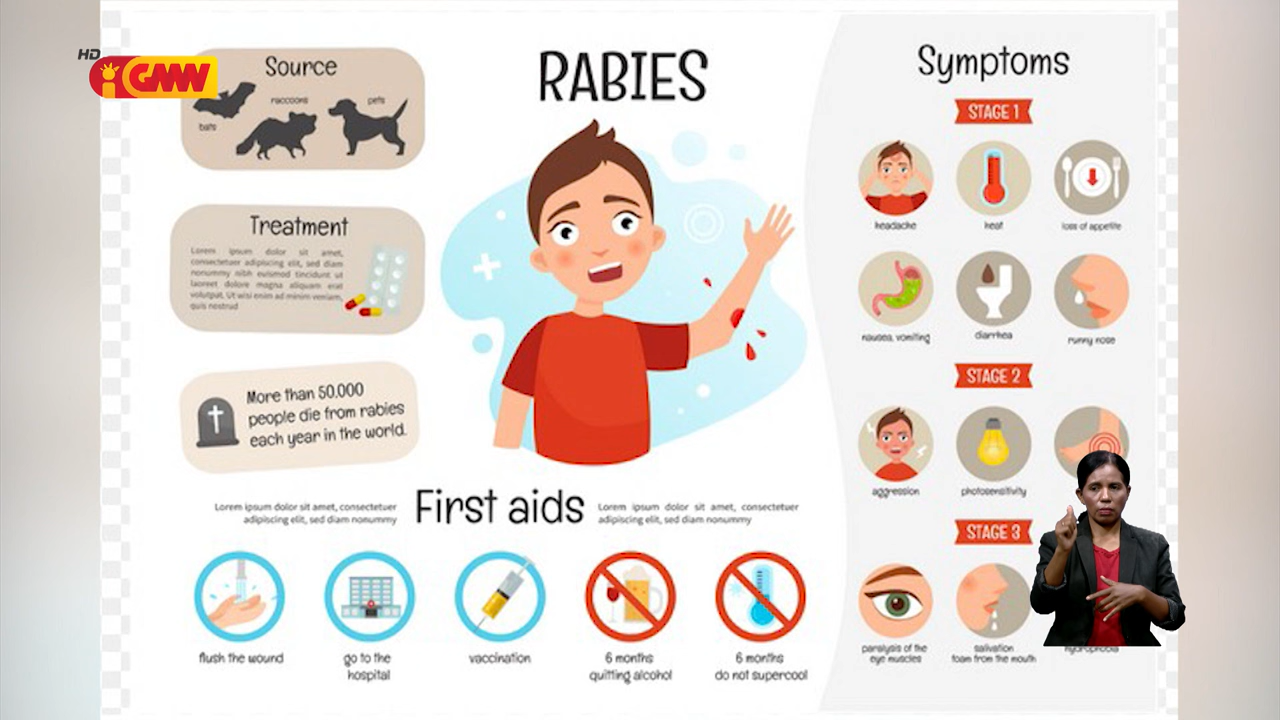 HD
GMN
Source
bats
raccoons
pets
Treatment
Lorem ipsum dolor sit amet,
consectetuer adipiscing elit, sed diam
nonummy nibh euismod tincidunt ut
laoreet dolore magna aliquam erat
volutpat. Ut wisi enim ad minim veniam,
quis nostrud
More than 50.000
people die from rabies
each year in the world.
RABIES
Lorem ipsum dolor sit amet, consectetuer
adipiscing elit, sed diam nonummy
First aids
Lorem ipsum dolor sit amet, consectetuer
adipiscing elit, sed diam nonummy
flush the wound
go to the
hospital
vaccination
6 months
quitting alcohol
6 months
do not supercool
Symptoms
STAGE 1
headache
heat
loss of appetite
nausea, vomiting
diarrhea
runny nose
STAGE 2
aggression
photosensitivity
STAGE 3
paralysis of the
eye muscles
salivation
foam from the mouth
hydrophobia